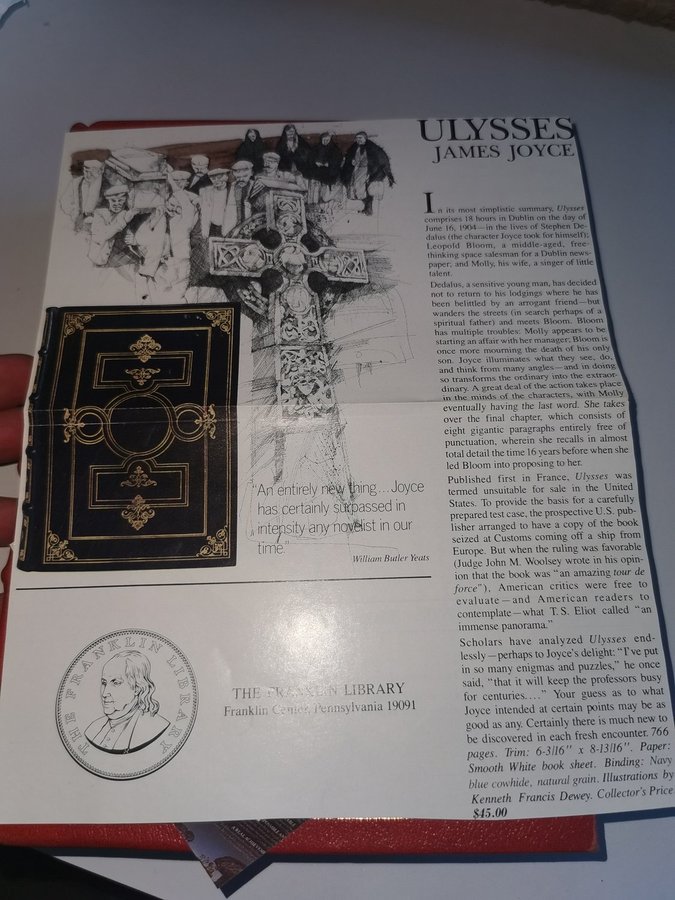 ULYSSES
JAMES JOYCE
In its most simplistic summary, Ulysses
comprises 18 hours in Dublin on the day of
June 16, 1904—in the lives of Stephen De-
dalus (the character Joyce took for himself);
Leopold Bloom, a middle-aged, free-
thinking space salesman for a Dublin news-
paper, and Molly, his wife, a singer of little
talent.
Dedalus, a sensitive young man, has decided
not to return to his lodgings where he has
been belittled by an arrogant friend—but
wanders the streets (in search perhaps of a
spiritual father) and meets Bloom. Bloom
has multiple troubles: Molly appears to be
starting an affair with her manager; Bloom is
once more mourning the death of his only
son. Joyce illuminates what they see, do,
and think from many angles—and in doing
so transforms the ordinary into the extraor-
dinary. A great deal of the action takes place
in the minds of the characters, with Molly
eventually having the last word. She takes
over the final chapter, which consists of
eight gigantic paragraphs entirely free of
punctuation, wherein she recalls in almost
total detail the time 16 years before when she
led Bloom into proposing to her.
Published first in France, Ulysses was
termed unsuitable for sale in the United
States. To provide the basis for a carefully
prepared test case, the prospective U.S. pub-
lisher arranged to have a copy of the book
seized at Customs coming off a ship from
Europe. But when the ruling was favorable
(Judge John M. Woolsey wrote in his opin-
ion that the book was "an amazing tour de
force"), American critics were free to
evaluate—and American readers to
contemplate—what T.S. Eliot called "an
immense panorama."
Scholars have analyzed Ulysses end-
lessly—perhaps to Joyce's delight: "I've put
in so many enigmas and puzzles," he once
said, "that it will keep the professors busy
for centuries...." Your guess as to what
Joyce intended at certain points may be as
good as any. Certainly there is much new to
be discovered in each fresh encounter. 766
pages. Trim: 6-3/16" x 8-13/16". Paper:
Smooth White book sheet. Binding: Navy
blue cowhide, natural grain. Illustrations by
Kenneth Francis Dewey. Collector's Price
$45.00
"An entirely new thing...Joyce
has certainly surpassed in
intensity any novelist in our
time."
William Butler Yeats
THE FRANKLIN LIBRARY
THE FRANKLIN LIBRARY
Franklin Center, Pennsylvania 19091